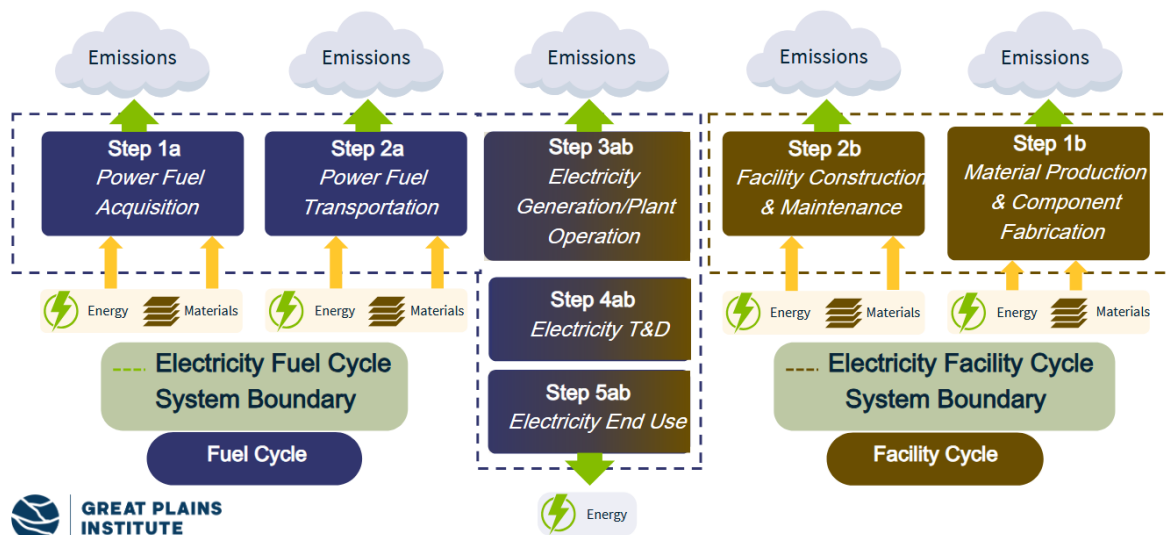 Emissions
Emissions
Emissions
Emissions
Emissions
Step 1a
Power Fuel
Acquisition
Step 2a
Power Fuel
Transportation
Step 3ab
Electricity
Generation/Plant
Operation
Step 2b
Facility Construction
& Maintenance
Step 1b
Material Production
& Component
Fabrication
Energy
Materials
Energy
Materials
Step 4ab
Electricity T&D
Energy
Materials
Energy
Materials
Electricity Fuel Cycle
System Boundary
Step 5ab
Electricity End Use
Electricity Facility Cycle
System Boundary
Fuel Cycle
Facility Cycle
Energy
GREAT PLAINS
INSTITUTE